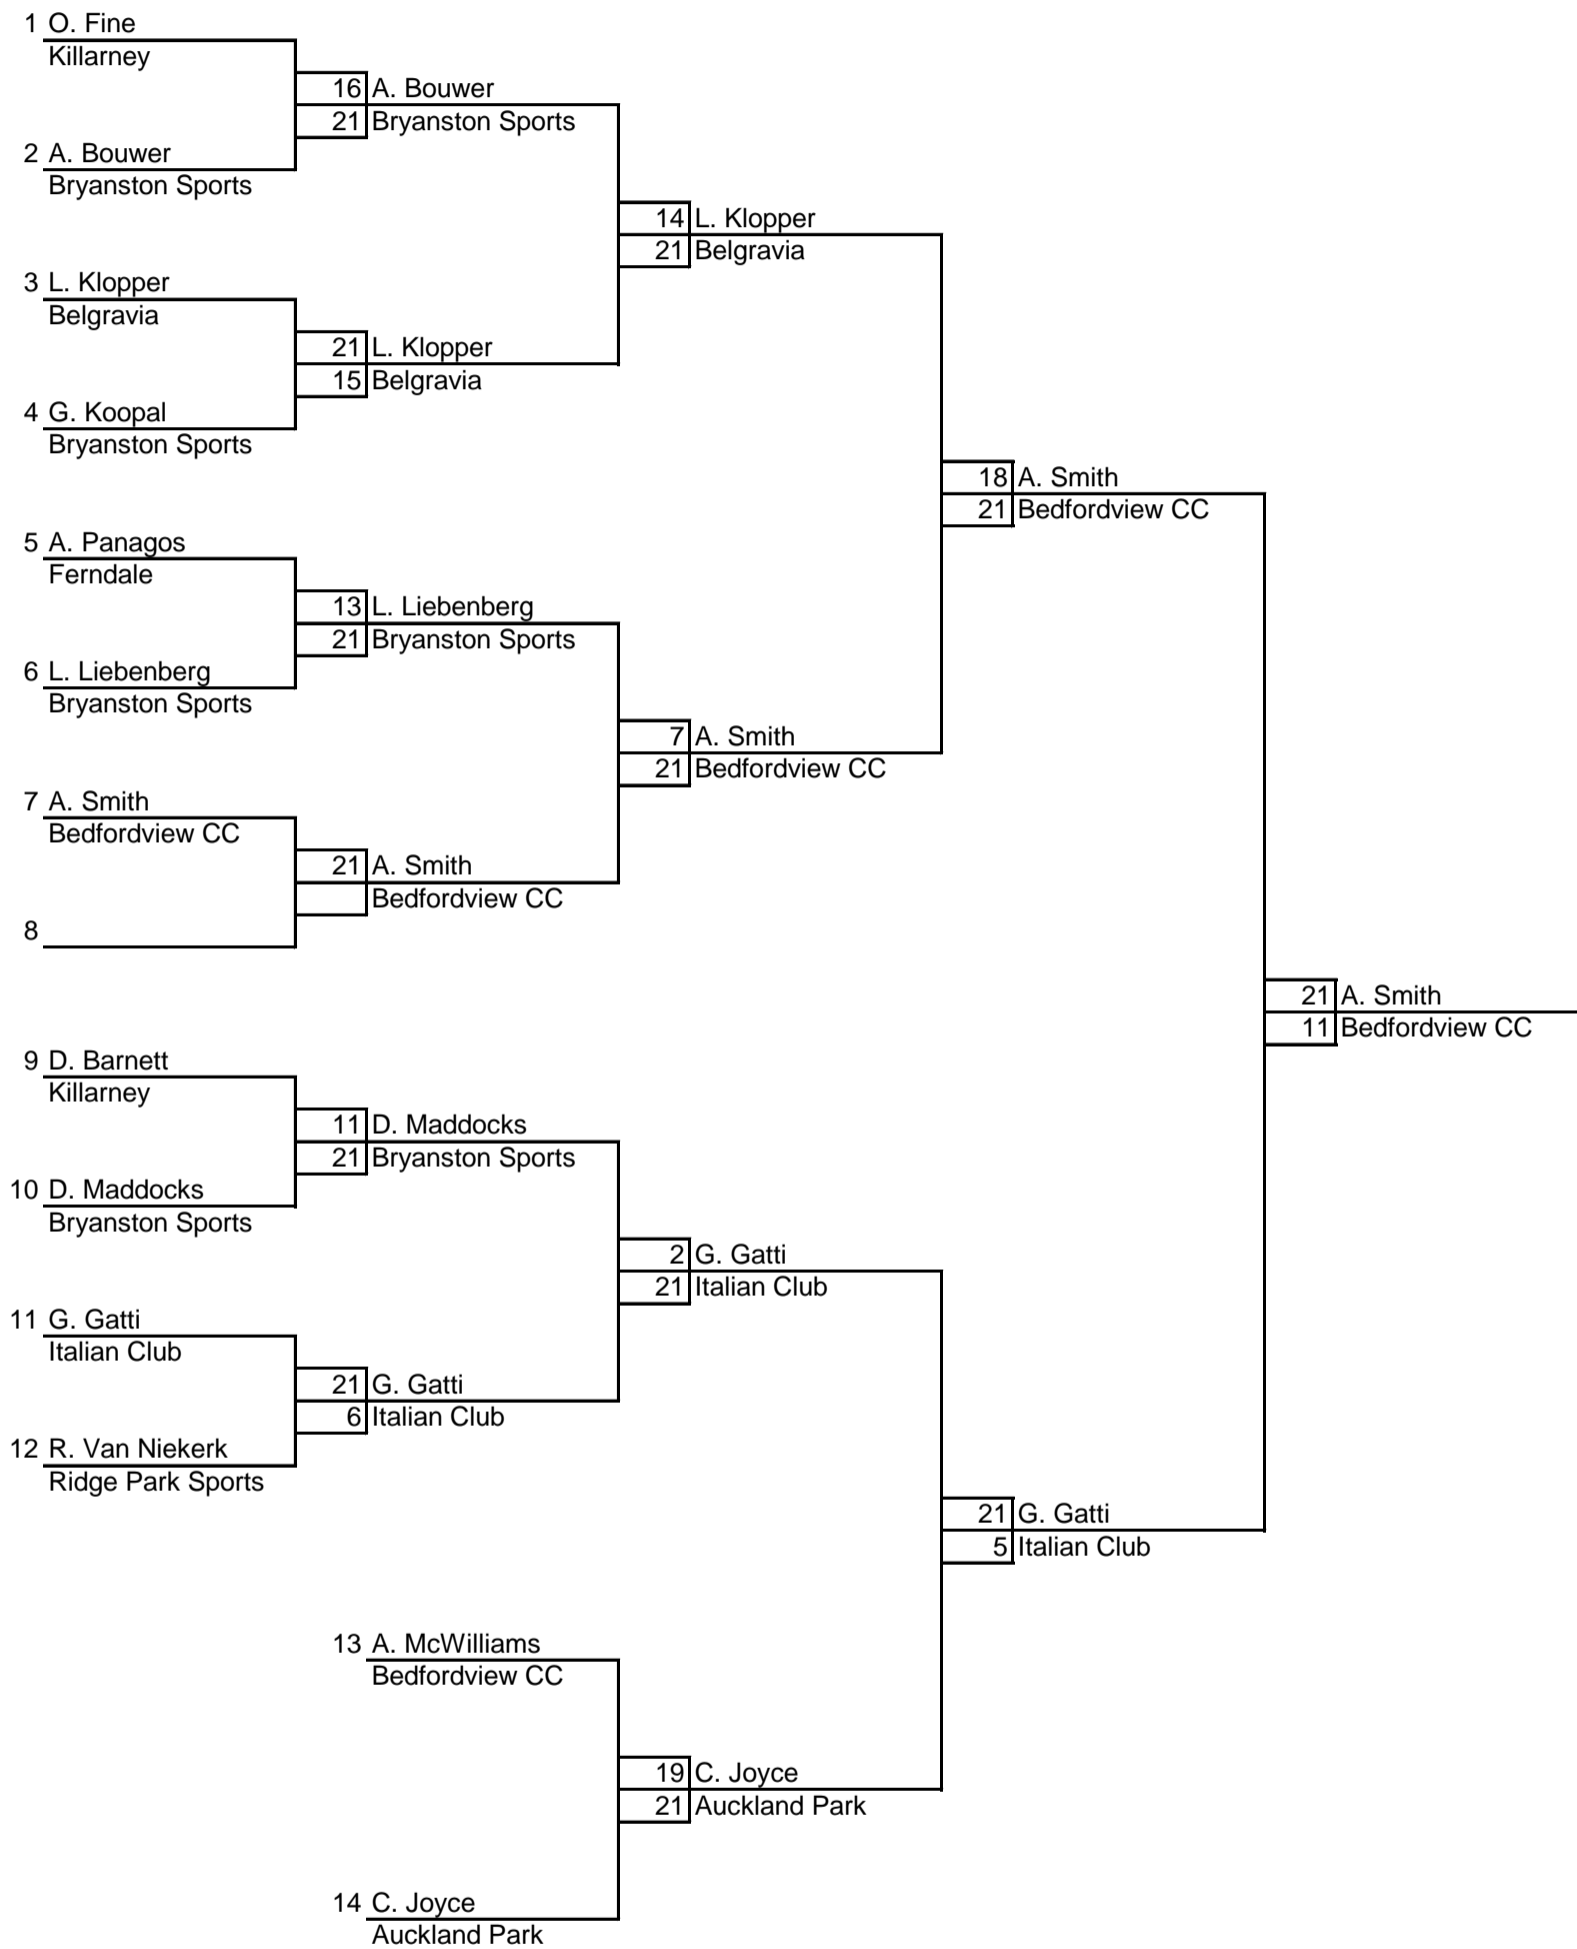 1 O. Fine
Killarney
16 A. Bouwer
21 Bryanston Sports
2 A. Bouwer
Bryanston Sports
14 L. Klopper
21 Belgravia
3 L. Klopper
Belgravia
21 L. Klopper
15 Belgravia
4 G. Koopal
Bryanston Sports
18 A. Smith
21 Bedfordview CC
5 A. Panagos
Ferndale
13 L. Liebenberg
21 Bryanston Sports
6 L. Liebenberg
Bryanston Sports
7 A. Smith
21 Bedfordview CC
7 A. Smith
Bedfordview CC
21 A. Smith
Bedfordview CC
8
21 A. Smith
11 Bedfordview CC
9 D. Barnett
Killarney
11 D. Maddocks
21 Bryanston Sports
10 D. Maddocks
Bryanston Sports
2 G. Gatti
21 Italian Club
11 G. Gatti
Italian Club
21 G. Gatti
6 Italian Club
12 R. Van Niekerk
Ridge Park Sports
21 G. Gatti
5 Italian Club
13 A. McWilliams
Bedfordview CC
19 C. Joyce
21 Auckland Park
14 C. Joyce
Auckland Park